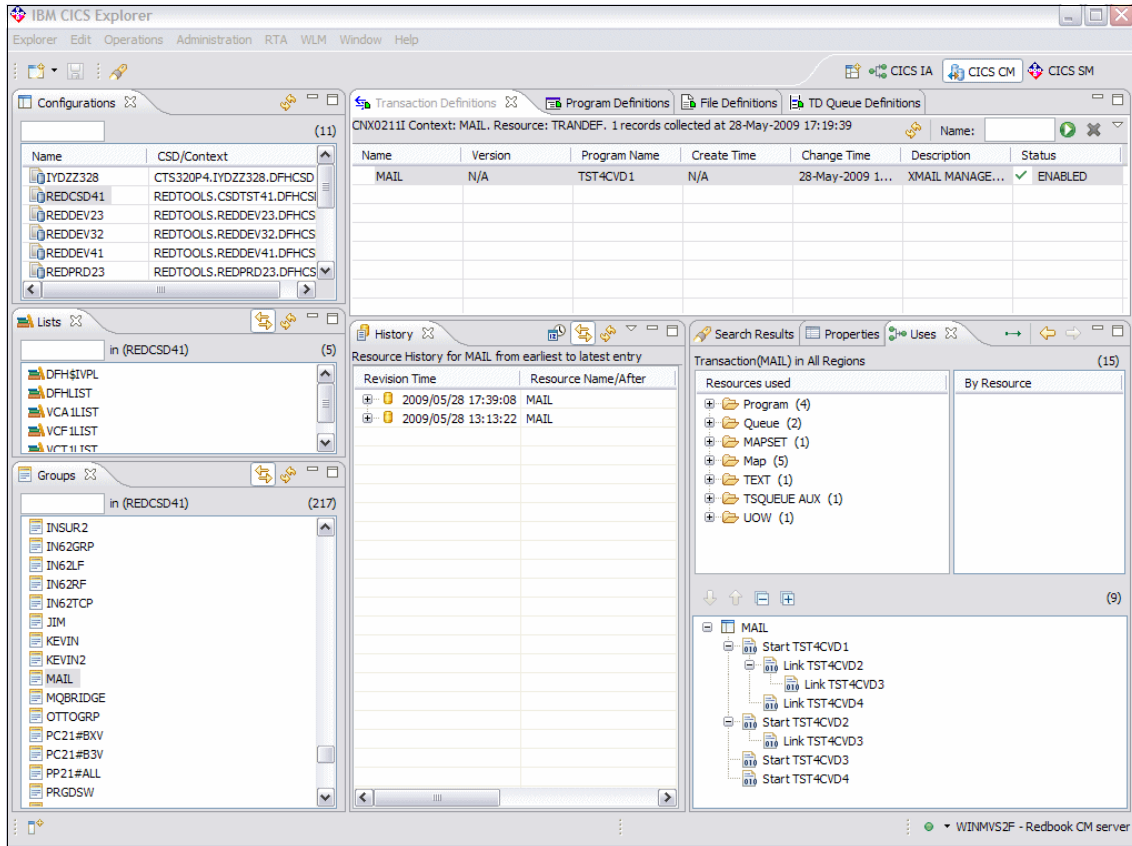 IBM CICS Explorer
Explorer Edit Operations Administration RTA WLM Window Help
CICS IA CICS CM CICS SM
Configurations
(11)
Name CSD/Context
IYDZZ328 CTS320P4.IYDZZ328.DFHCSD
REDCSD41 REDTOOLS.CSDTST41.DFHCSI
REDDEV23 REDTOOLS.REDDEV23.DFHCS
REDDEV32 REDTOOLS.REDDEV32.DFHCS
REDDEV41 REDTOOLS.REDDEV41.DFHCS
REDPRD23 REDTOOLS.REDPRD23.DFHCS
Transaction Definitions Program Definitions File Definitions TD Queue Definitions
CNX0211I Context: MAIL. Resource: TRANDEF. 1 records collected at 28-May-2009 17:19:39 Name:
Name Version Program Name Create Time Change Time Description Status
MAIL N/A TST4CVD1 N/A 28-May-2009 1... XMAIL MANAGE... ENABLED
Lists
in (REDCSD41) (5)
DFH$IVPL
DFHLIST
VCA1LIST
VCF1LIST
VCT1LIST
Groups
in (REDCSD41) (217)
INSUR2
IN62GRP
IN62LF
IN62RF
IN62TCP
JIM
KEVIN
KEVIN2
MAIL
MQBRIDGE
OTTOGRP
PC21#BXV
PC21#B3V
PP21#ALL
PRGDSW
History
Resource History for MAIL from earliest to latest entry
Revision Time Resource Name/After
2009/05/28 17:39:08 MAIL
2009/05/28 13:13:22 MAIL
Search Results Properties Uses
Transaction(MAIL) in All Regions (15)
Resources used By Resource
Program (4)
Queue (2)
MAPSET (1)
Map (5)
TEXT (1)
TSQUEUE AUX (1)
UOW (1)
(9)
MAIL
Start TST4CVD1
Link TST4CVD2
Link TST4CVD3
Link TST4CVD4
Start TST4CVD2
Link TST4CVD3
Start TST4CVD3
Start TST4CVD4
WINMVS2F - Redbook CM server